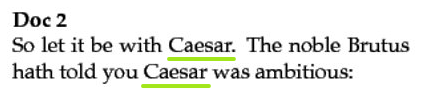 Doc 2
So let it be with Caesar. The noble Brutus
hath told you Caesar was ambitious: